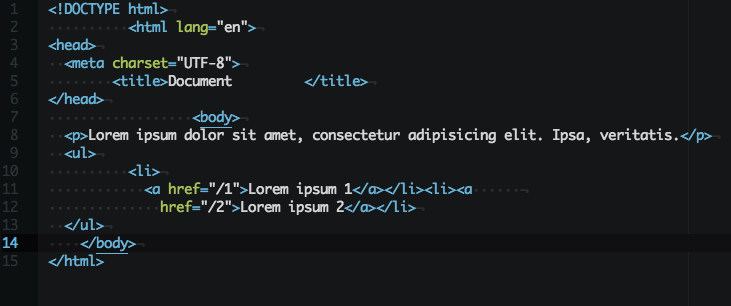 1 <!DOCTYPE html>
2           <html lang="en">
3 <head>
4   <meta charset="UTF-8">
5         <title>Document         </title>
6 </head>
7                   <body>
8   <p>Lorem ipsum dolor sit amet, consectetur adipisicing elit. Ipsa, veritatis.</p>
9   <ul>
10           <li>
11             <a href="/1">Lorem ipsum 1</a></li><li><a
12               href="/2">Lorem ipsum 2</a></li>
13   </ul>
14     </body>
15 </html>